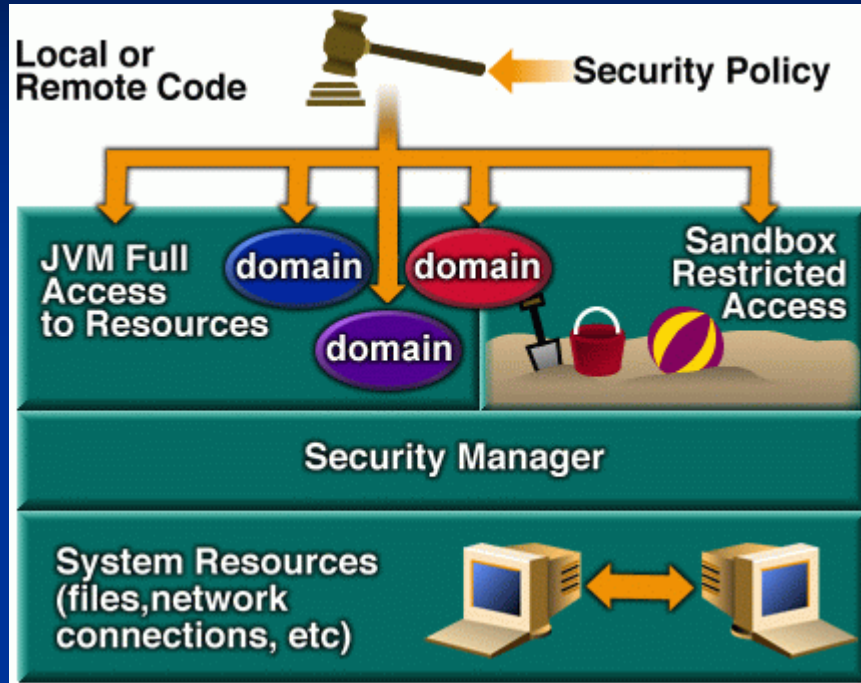 Local or
Remote Code
Security Policy
JVM Full
Access
to Resources
domain
domain
domain
Sandbox
Restricted
Access
Security Manager
System Resources
(files,network
connections, etc)